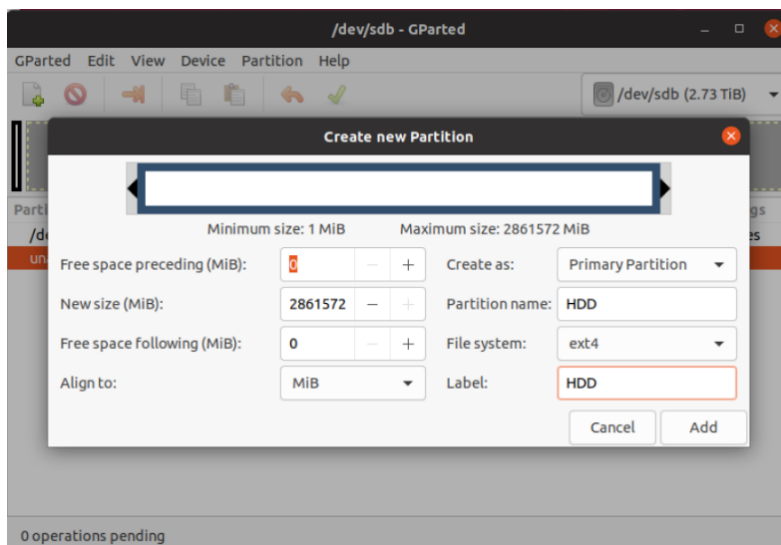 /dev/sdb - GParted
GParted Edit View Device Partition Help
/dev/sdb (2.73 TiB)
Create new Partition
Minimum size: 1 MiB Maximum size: 2861572 MiB
Free space preceding (MiB): 0 Create as: Primary Partition
New size (MiB): 2861572 Partition name: HDD
Free space following (MiB): 0 File system: ext4
Align to: MiB Label: HDD
Cancel Add
0 operations pending